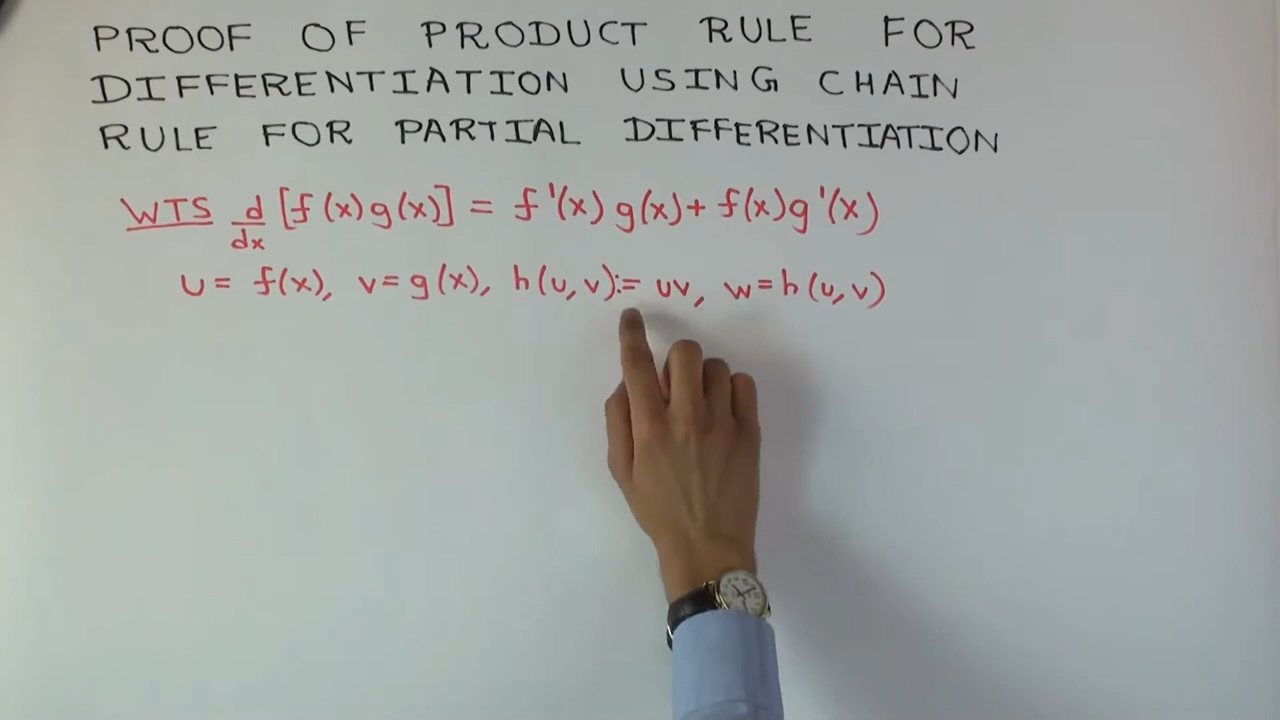 PROOF OF PRODUCT RULE FOR
DIFFERENTIATION USING CHAIN
RULE FOR PARTIAL DIFFERENTIATION
WTS d/dx [f(x)g(x)] = f'(x)g(x)+f(x)g'(x)
u = f(x), v=g(x), h(u,v):= uv, w=h(u,v)